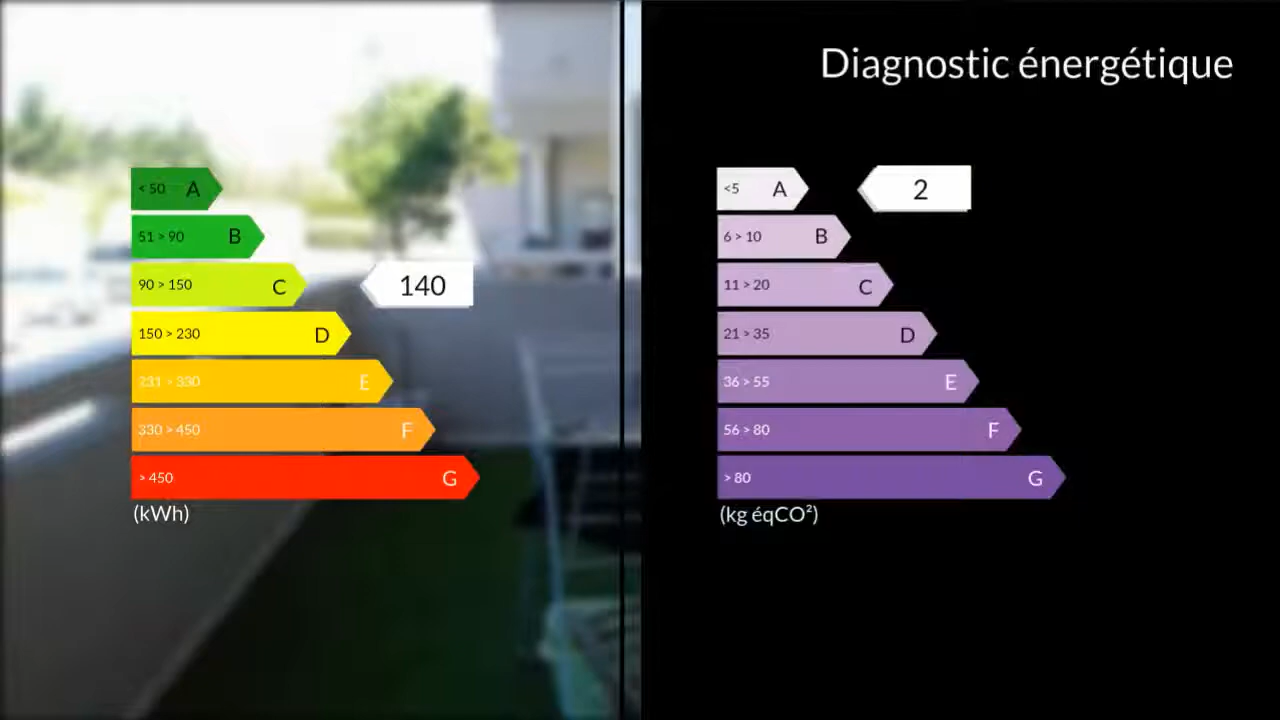 Diagnostic énergétique
< 50 A
51 > 90 B
90 > 150 C
140
150 > 230 D
231 > 330 E
330 > 450 F
> 450 G
(kWh)
<5 A
2
6 > 10 B
11 > 20 C
21 > 35 D
36 > 55 E
56 > 80 F
> 80 G
(kg éqCO²)